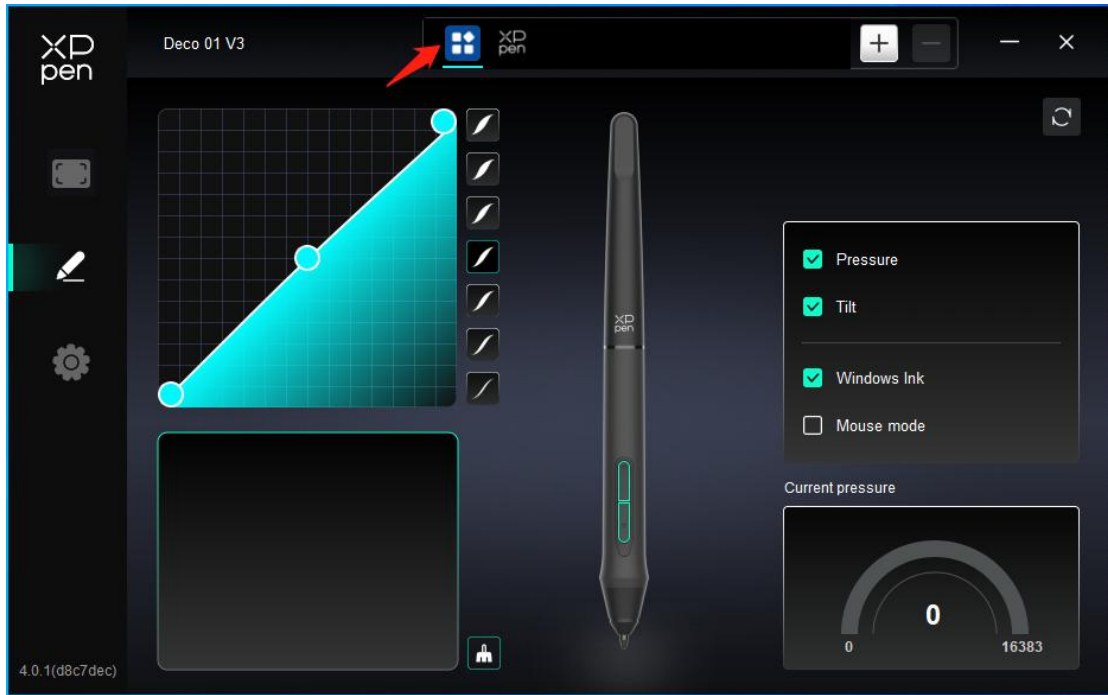 XP
pen
Deco 01 V3
XP
pen
XP
pen
Pressure
Tilt
Windows Ink
Mouse mode
Current pressure
0
0
16383
4.0.1(d8c7dec)